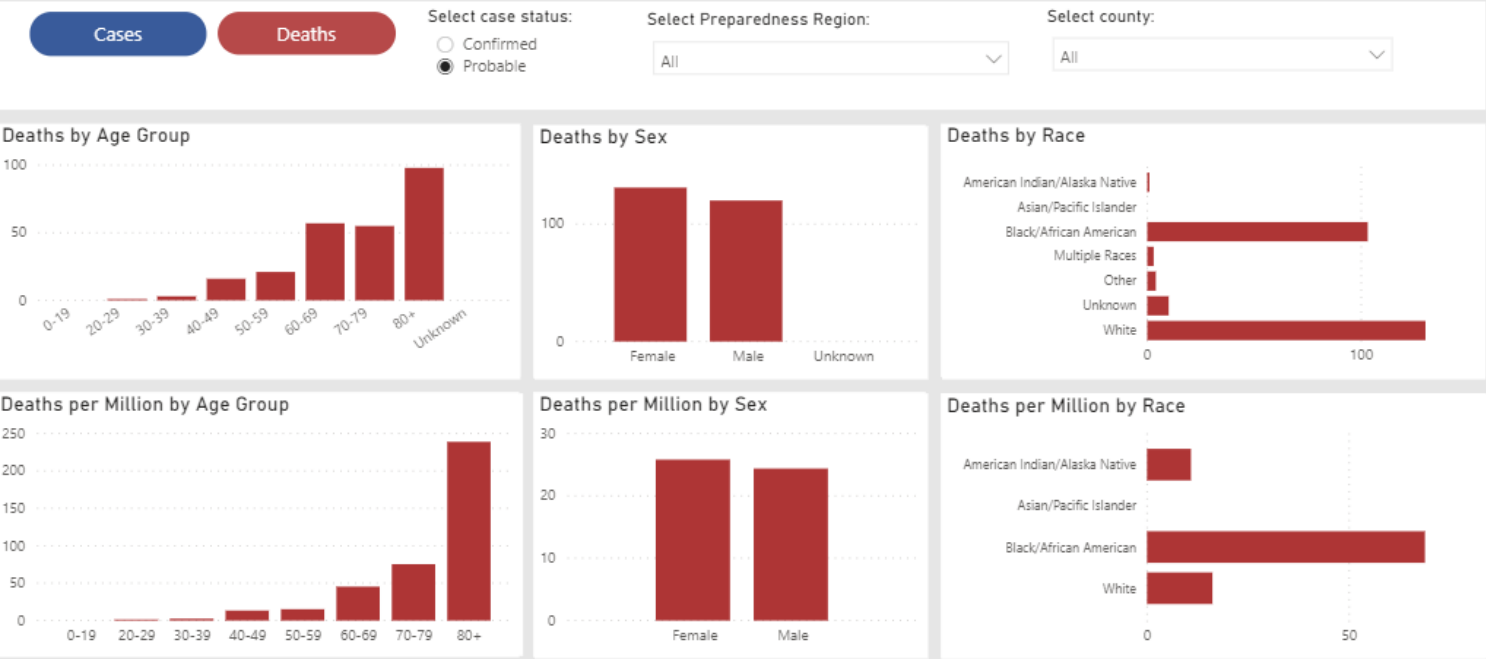 Cases
Deaths
Select case status:
Confirmed
Probable
Select Preparedness Region:
All
Select county:
All
Deaths by Age Group
100
50
0
0-19
20-29
30-39
40-49
50-59
60-69
70-79
80+
Unknown
Deaths by Sex
100
0
Female
Male
Unknown
Deaths by Race
American Indian/Alaska Native
Asian/Pacific Islander
Black/African American
Multiple Races
Other
Unknown
White
0
100
Deaths per Million by Age Group
250
200
150
100
50
0
0-19
20-29
30-39
40-49
50-59
60-69
70-79
80+
Deaths per Million by Sex
30
20
10
0
Female
Male
Deaths per Million by Race
American Indian/Alaska Native
Asian/Pacific Islander
Black/African American
White
0
50